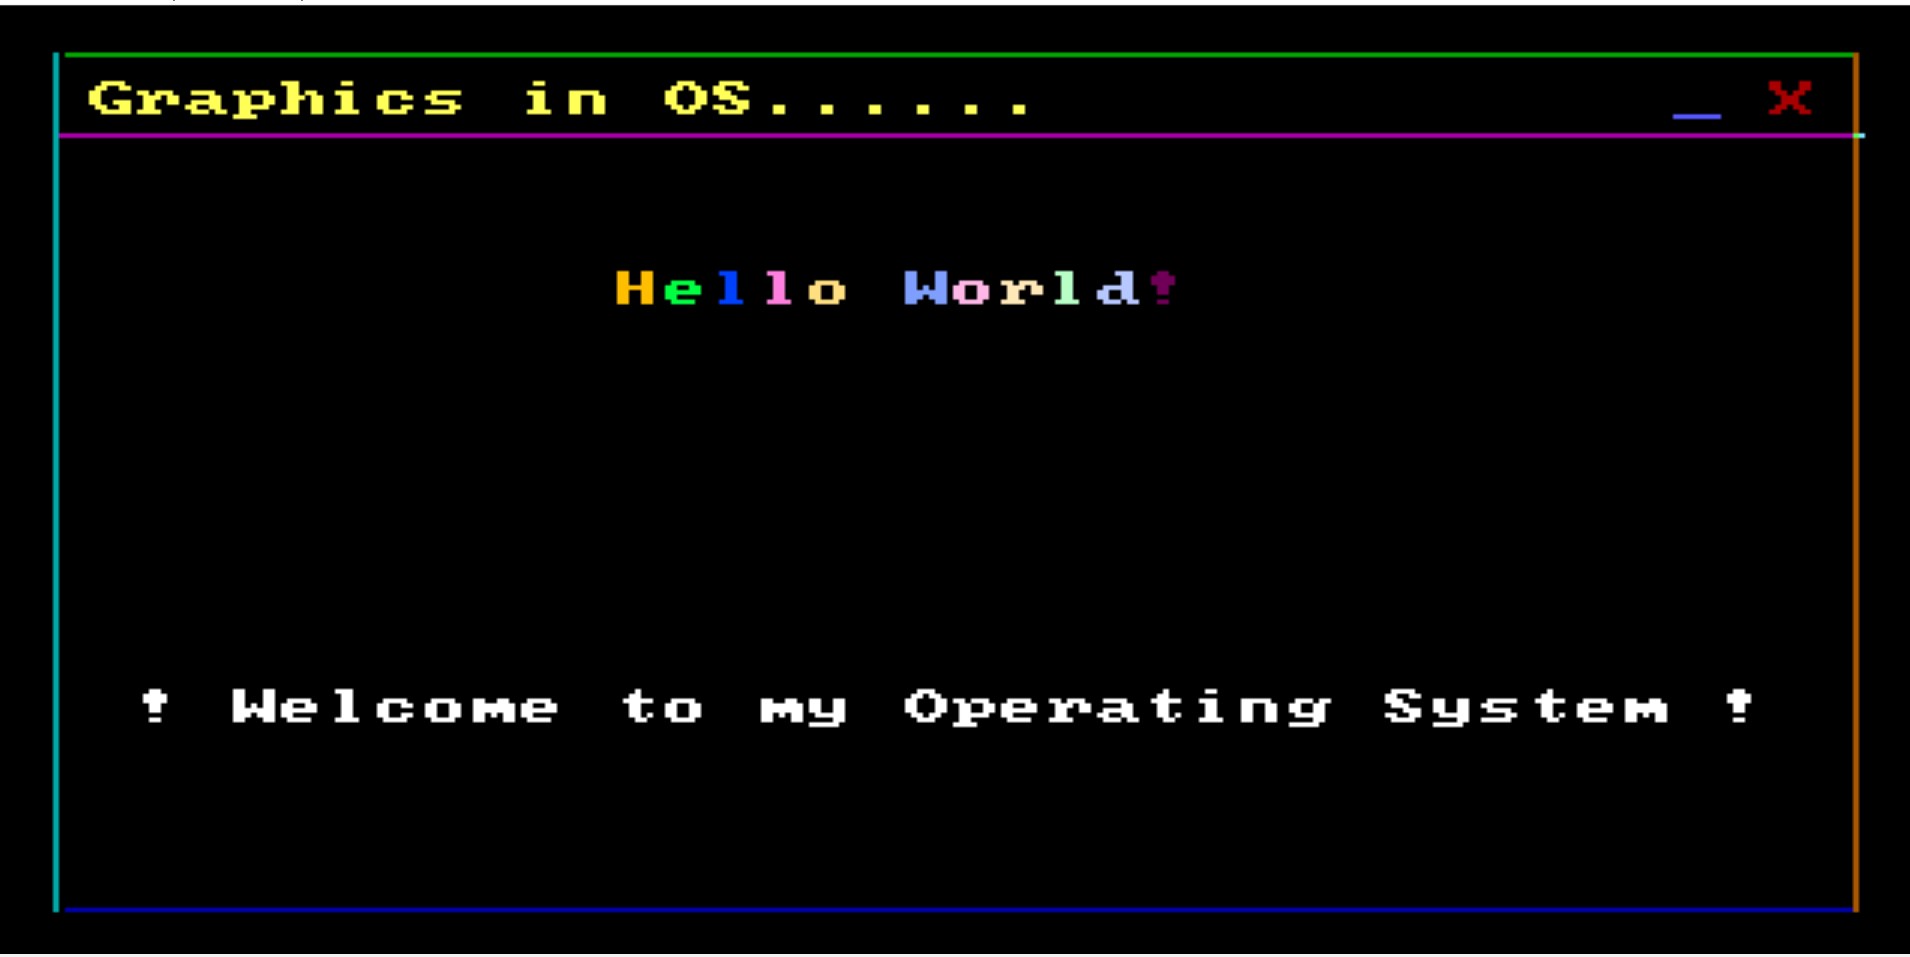 Graphics in OS...... _ X
Hello World!
! Welcome to my Operating System !